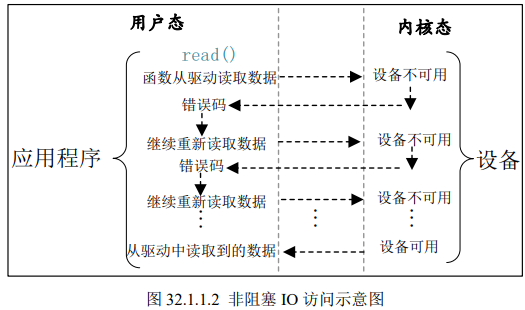 用户态 内核态
read()
函数从驱动读取数据 设备不可用
错误码
继续重新读取数据 设备不可用
应用程序 错误码 设备
继续重新读取数据 设备不可用
⋮ ⋮ ⋮
从驱动中读取到的数据 设备可用
图 32.1.1.2 非阻塞 IO 访问示意图